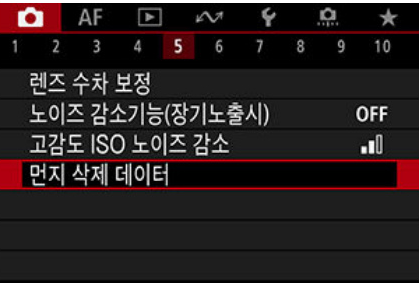 AF
1 2 3 4 5 6 7 8 9 10
렌즈 수차 보정
노이즈 감소기능(장기노출시) OFF
고감도 ISO 노이즈 감소
먼지 삭제 데이터